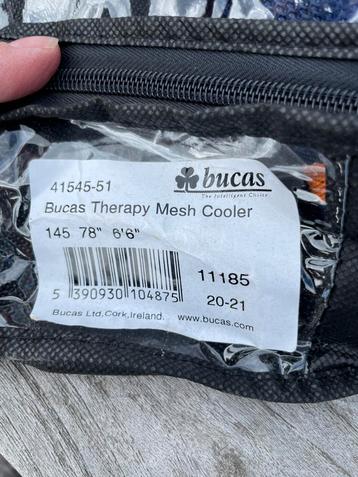 41545-51
bucas
The Intelligent Choice
Bucas Therapy Mesh Cooler
145 78" 6'6"
11185
5 390930 104875
20-21
Bucas Ltd, Cork, Ireland. www.bucas.com